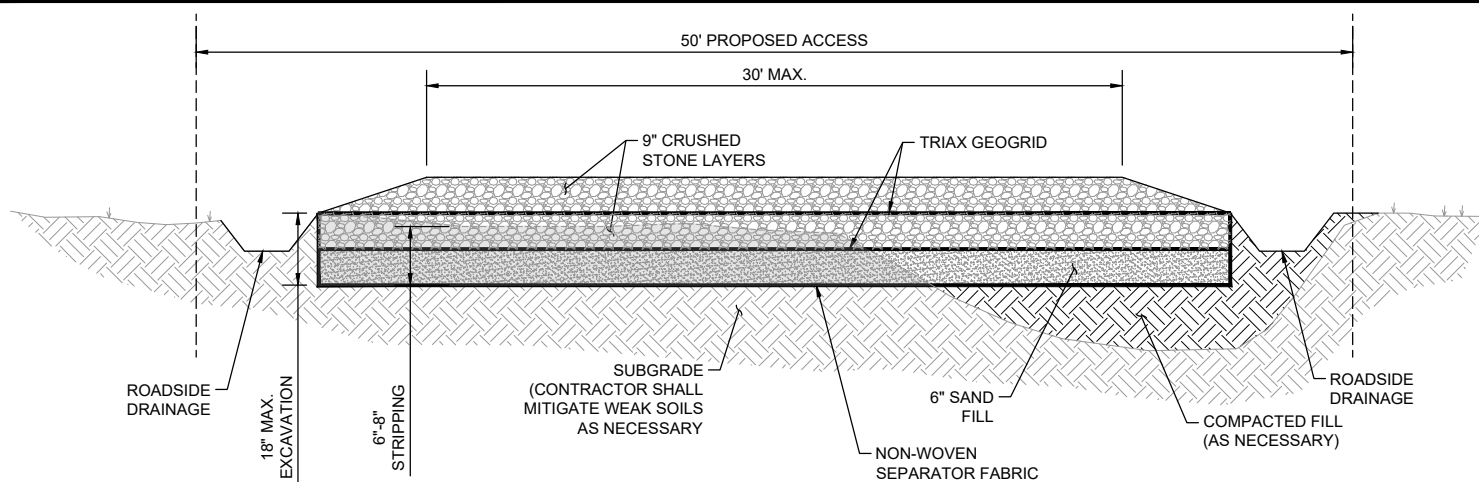 50' PROPOSED ACCESS
30' MAX.
9" CRUSHED
STONE LAYERS
TRIAX GEOGRID
ROADSIDE
DRAINAGE
18" MAX.
EXCAVATION
6"-8"
STRIPPING
SUBGRADE
(CONTRACTOR SHALL
MITIGATE WEAK SOILS
AS NECESSARY
6" SAND
FILL
NON-WOVEN
SEPARATOR FABRIC
COMPACTED FILL
(AS NECESSARY)
ROADSIDE
DRAINAGE